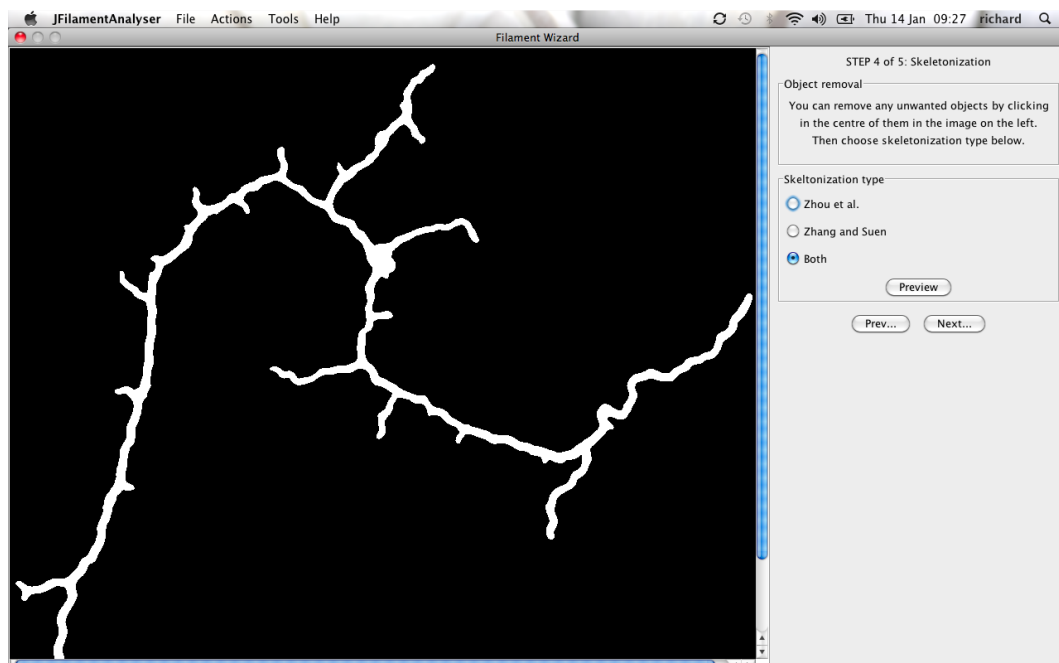 JFilamentAnalyser File Actions Tools Help Thu 14 Jan 09:27 richard
Filament Wizard
STEP 4 of 5: Skeletonization
Object removal
You can remove any unwanted objects by clicking
in the centre of them in the image on the left.
Then choose skeletonization type below.
Skeltonization type
Zhou et al.
Zhang and Suen
Both
Preview
Prev... Next...